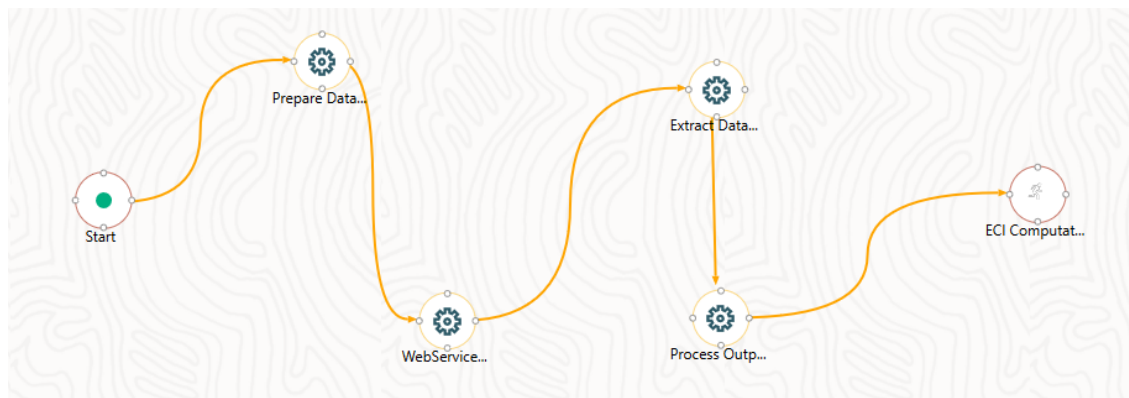 Start
Prepare Data...
WebService...
Extract Data...
Process Outp...
ECI Computat...